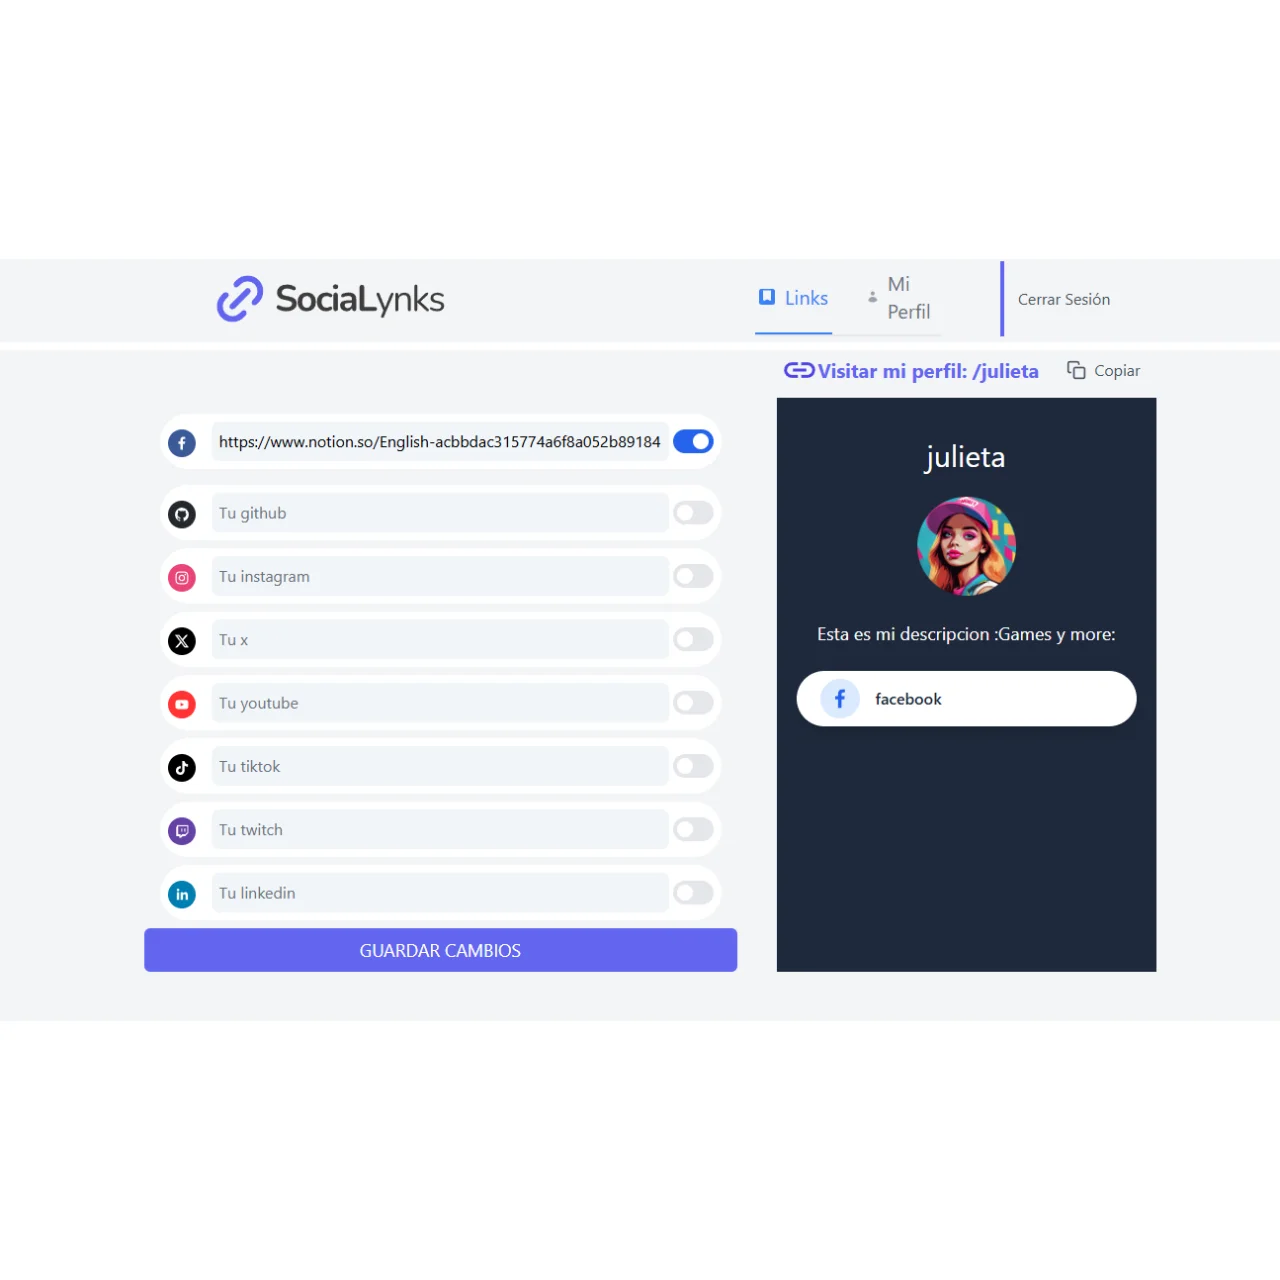 SociaLynks
Links
Mi
Perfil
Cerrar Sesión
Visitar mi perfil: /julieta
Copiar
https://www.notion.so/English-acbbdac315774a6f8a052b89184
Tu github
Tu instagram
Tu x
Tu youtube
Tu tiktok
Tu twitch
Tu linkedin
GUARDAR CAMBIOS
julieta
Esta es mi descripcion :Games y more:
facebook